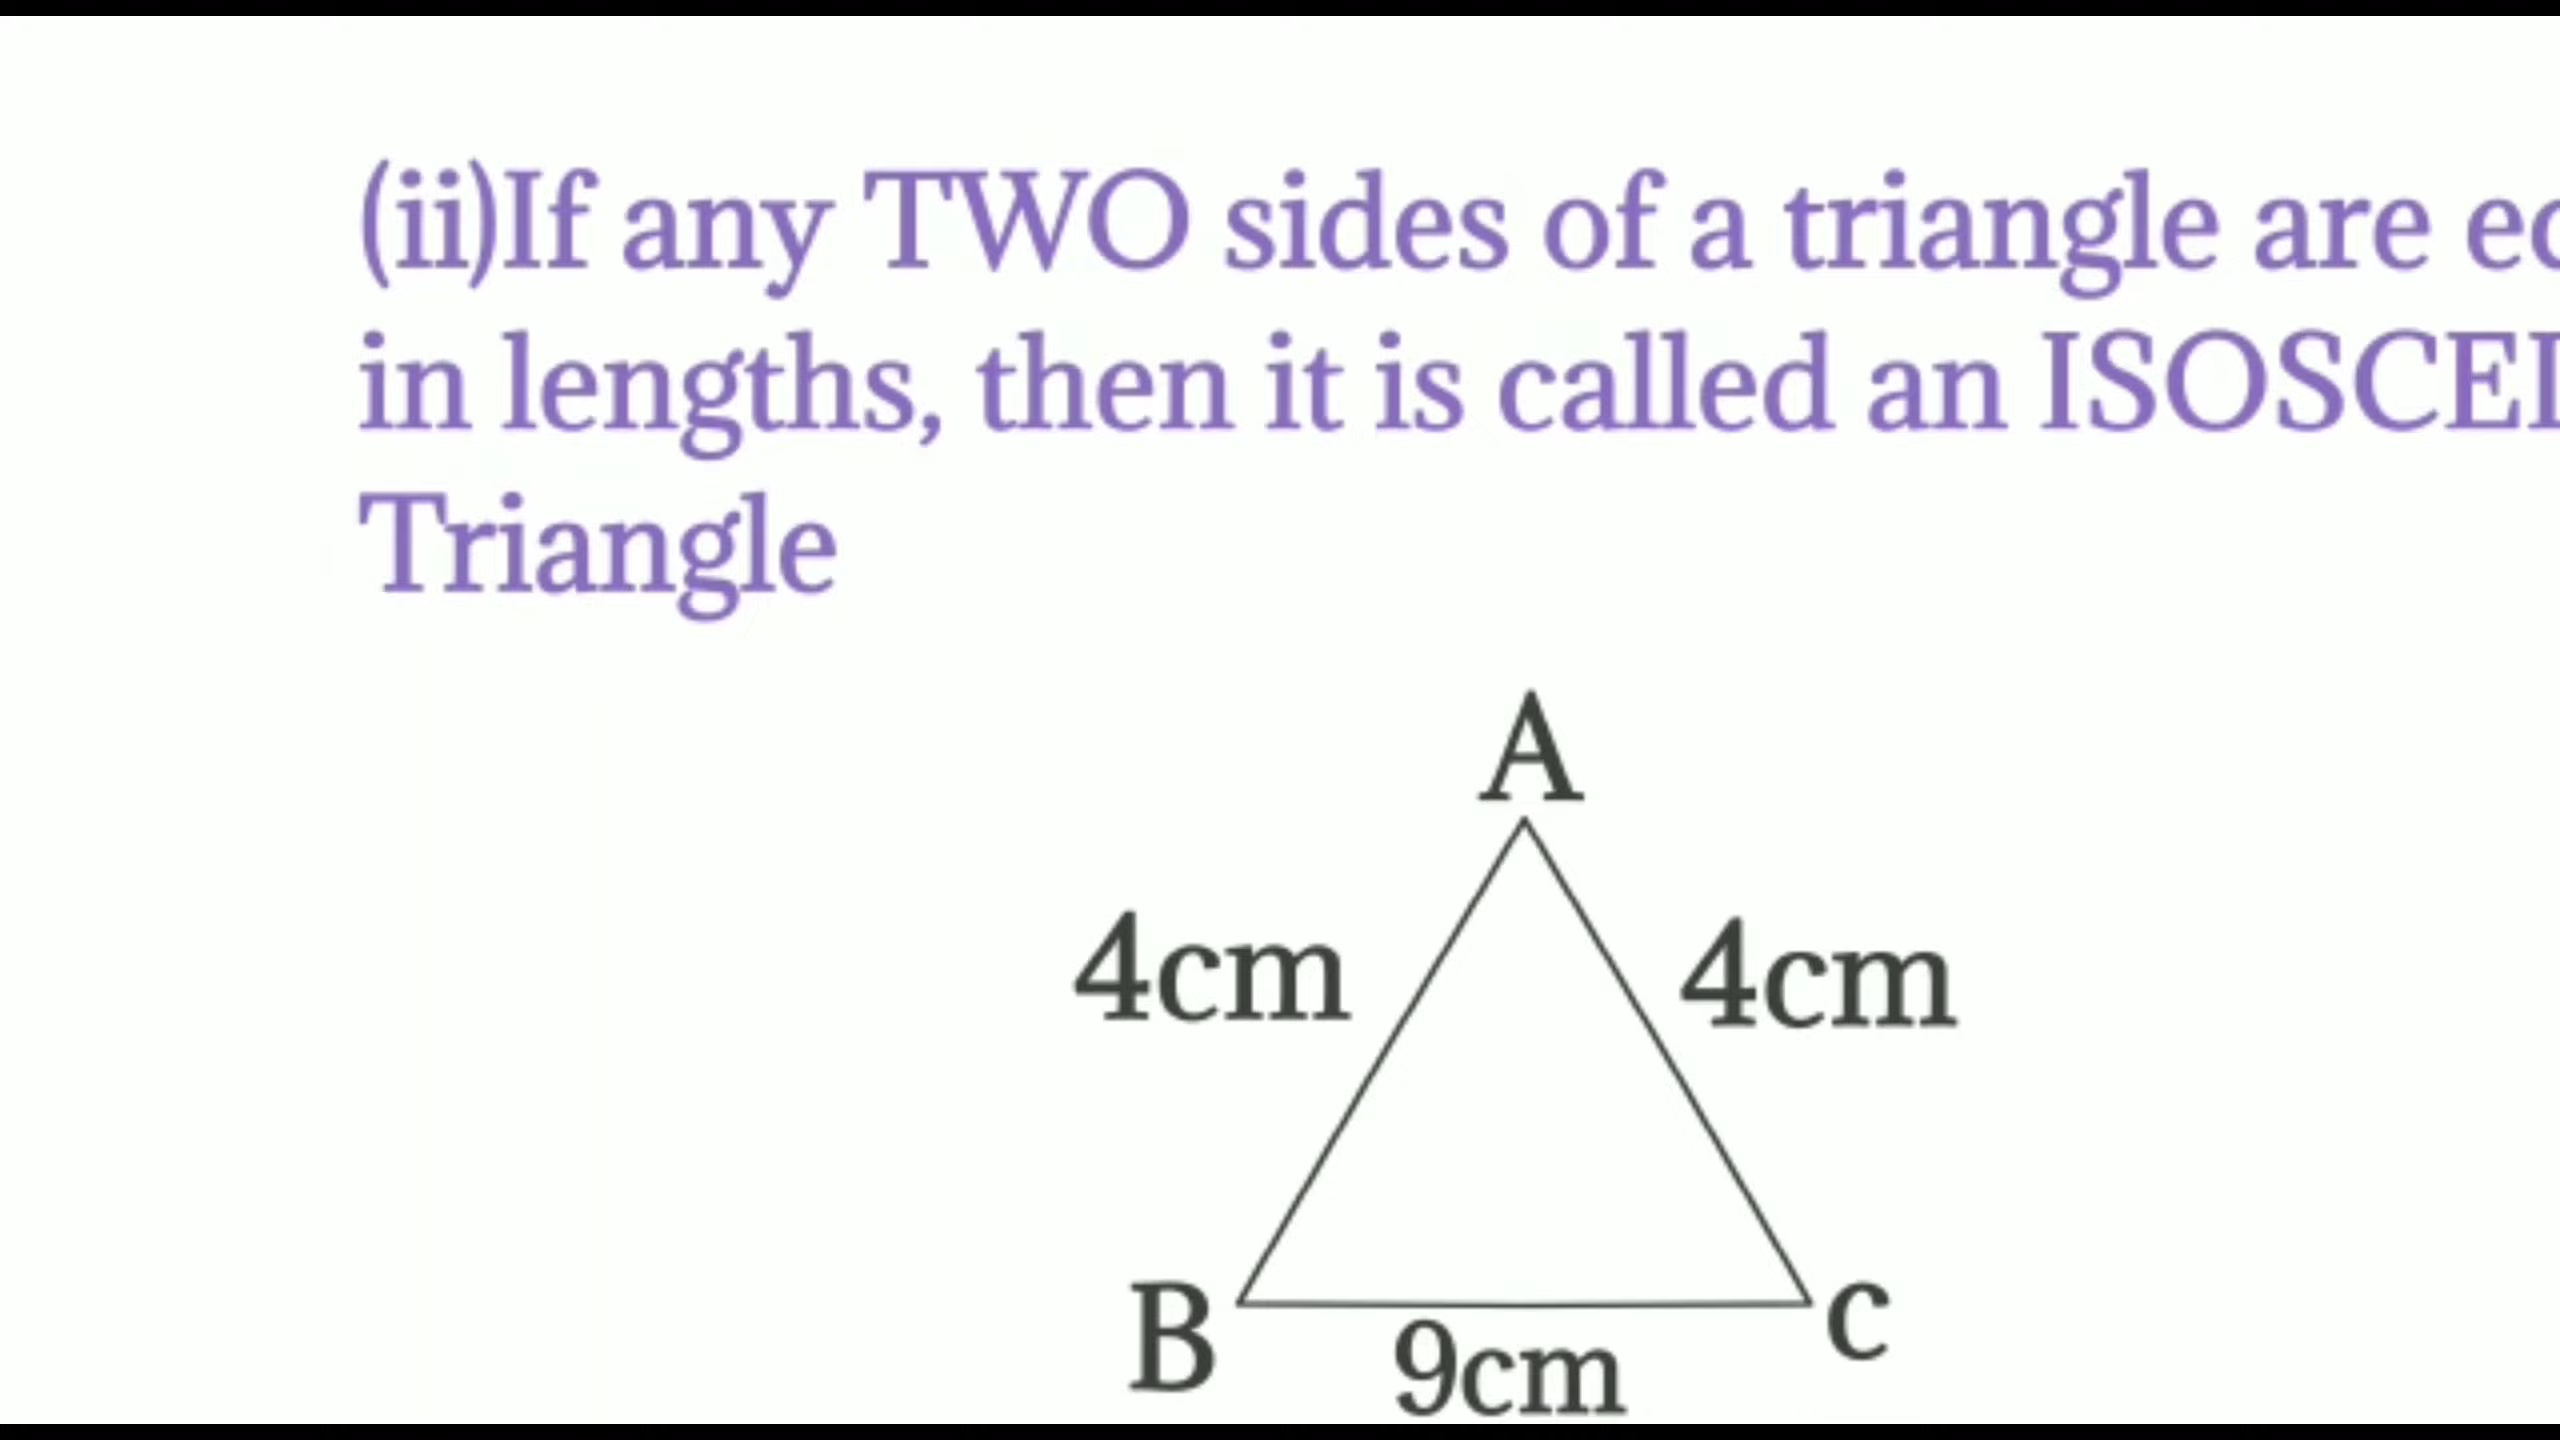 (ii)If any TWO sides of a triangle are
in lengths, then it is called an
Triangle
A
4cm 4cm
B c
9cm